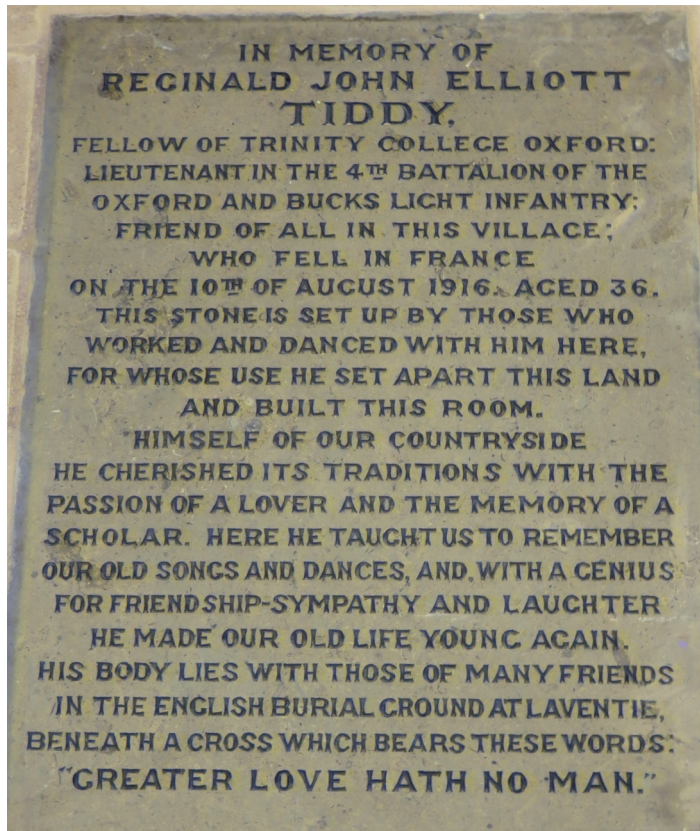 IN MEMORY OF
REGINALD JOHN ELLIOTT
TIDDY,
FELLOW OF TRINITY COLLEGE OXFORD:
LIEUTENANT IN THE 4TH BATTALION OF THE
OXFORD AND BUCKS LIGHT INFANTRY;
FRIEND OF ALL IN THIS VILLAGE;
WHO FELL IN FRANCE
ON THE 10TH OF AUGUST 1916. AGED 36.
THIS STONE IS SET UP BY THOSE WHO
WORKED AND DANCED WITH HIM HERE,
FOR WHOSE USE HE SET APART THIS LAND
AND BUILT THIS ROOM.
HIMSELF OF OUR COUNTRYSIDE
HE CHERISHED ITS TRADITIONS WITH THE
PASSION OF A LOVER AND THE MEMORY OF A
SCHOLAR. HERE HE TAUGHT US TO REMEMBER
OUR OLD SONGS AND DANCES, AND, WITH A GENIUS
FOR FRIENDSHIP-SYMPATHY AND LAUGHTER
HE MADE OUR OLD LIFE YOUNG AGAIN.
HIS BODY LIES WITH THOSE OF MANY FRIENDS
IN THE ENGLISH BURIAL GROUND AT LAVENTIE,
BENEATH A CROSS WHICH BEARS THESE WORDS:
"GREATER LOVE HATH NO MAN."